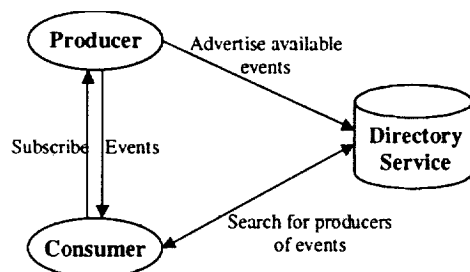 Producer
Advertise available
events
Directory
Service
Subscribe
Events
Search for producers
of events
Consumer